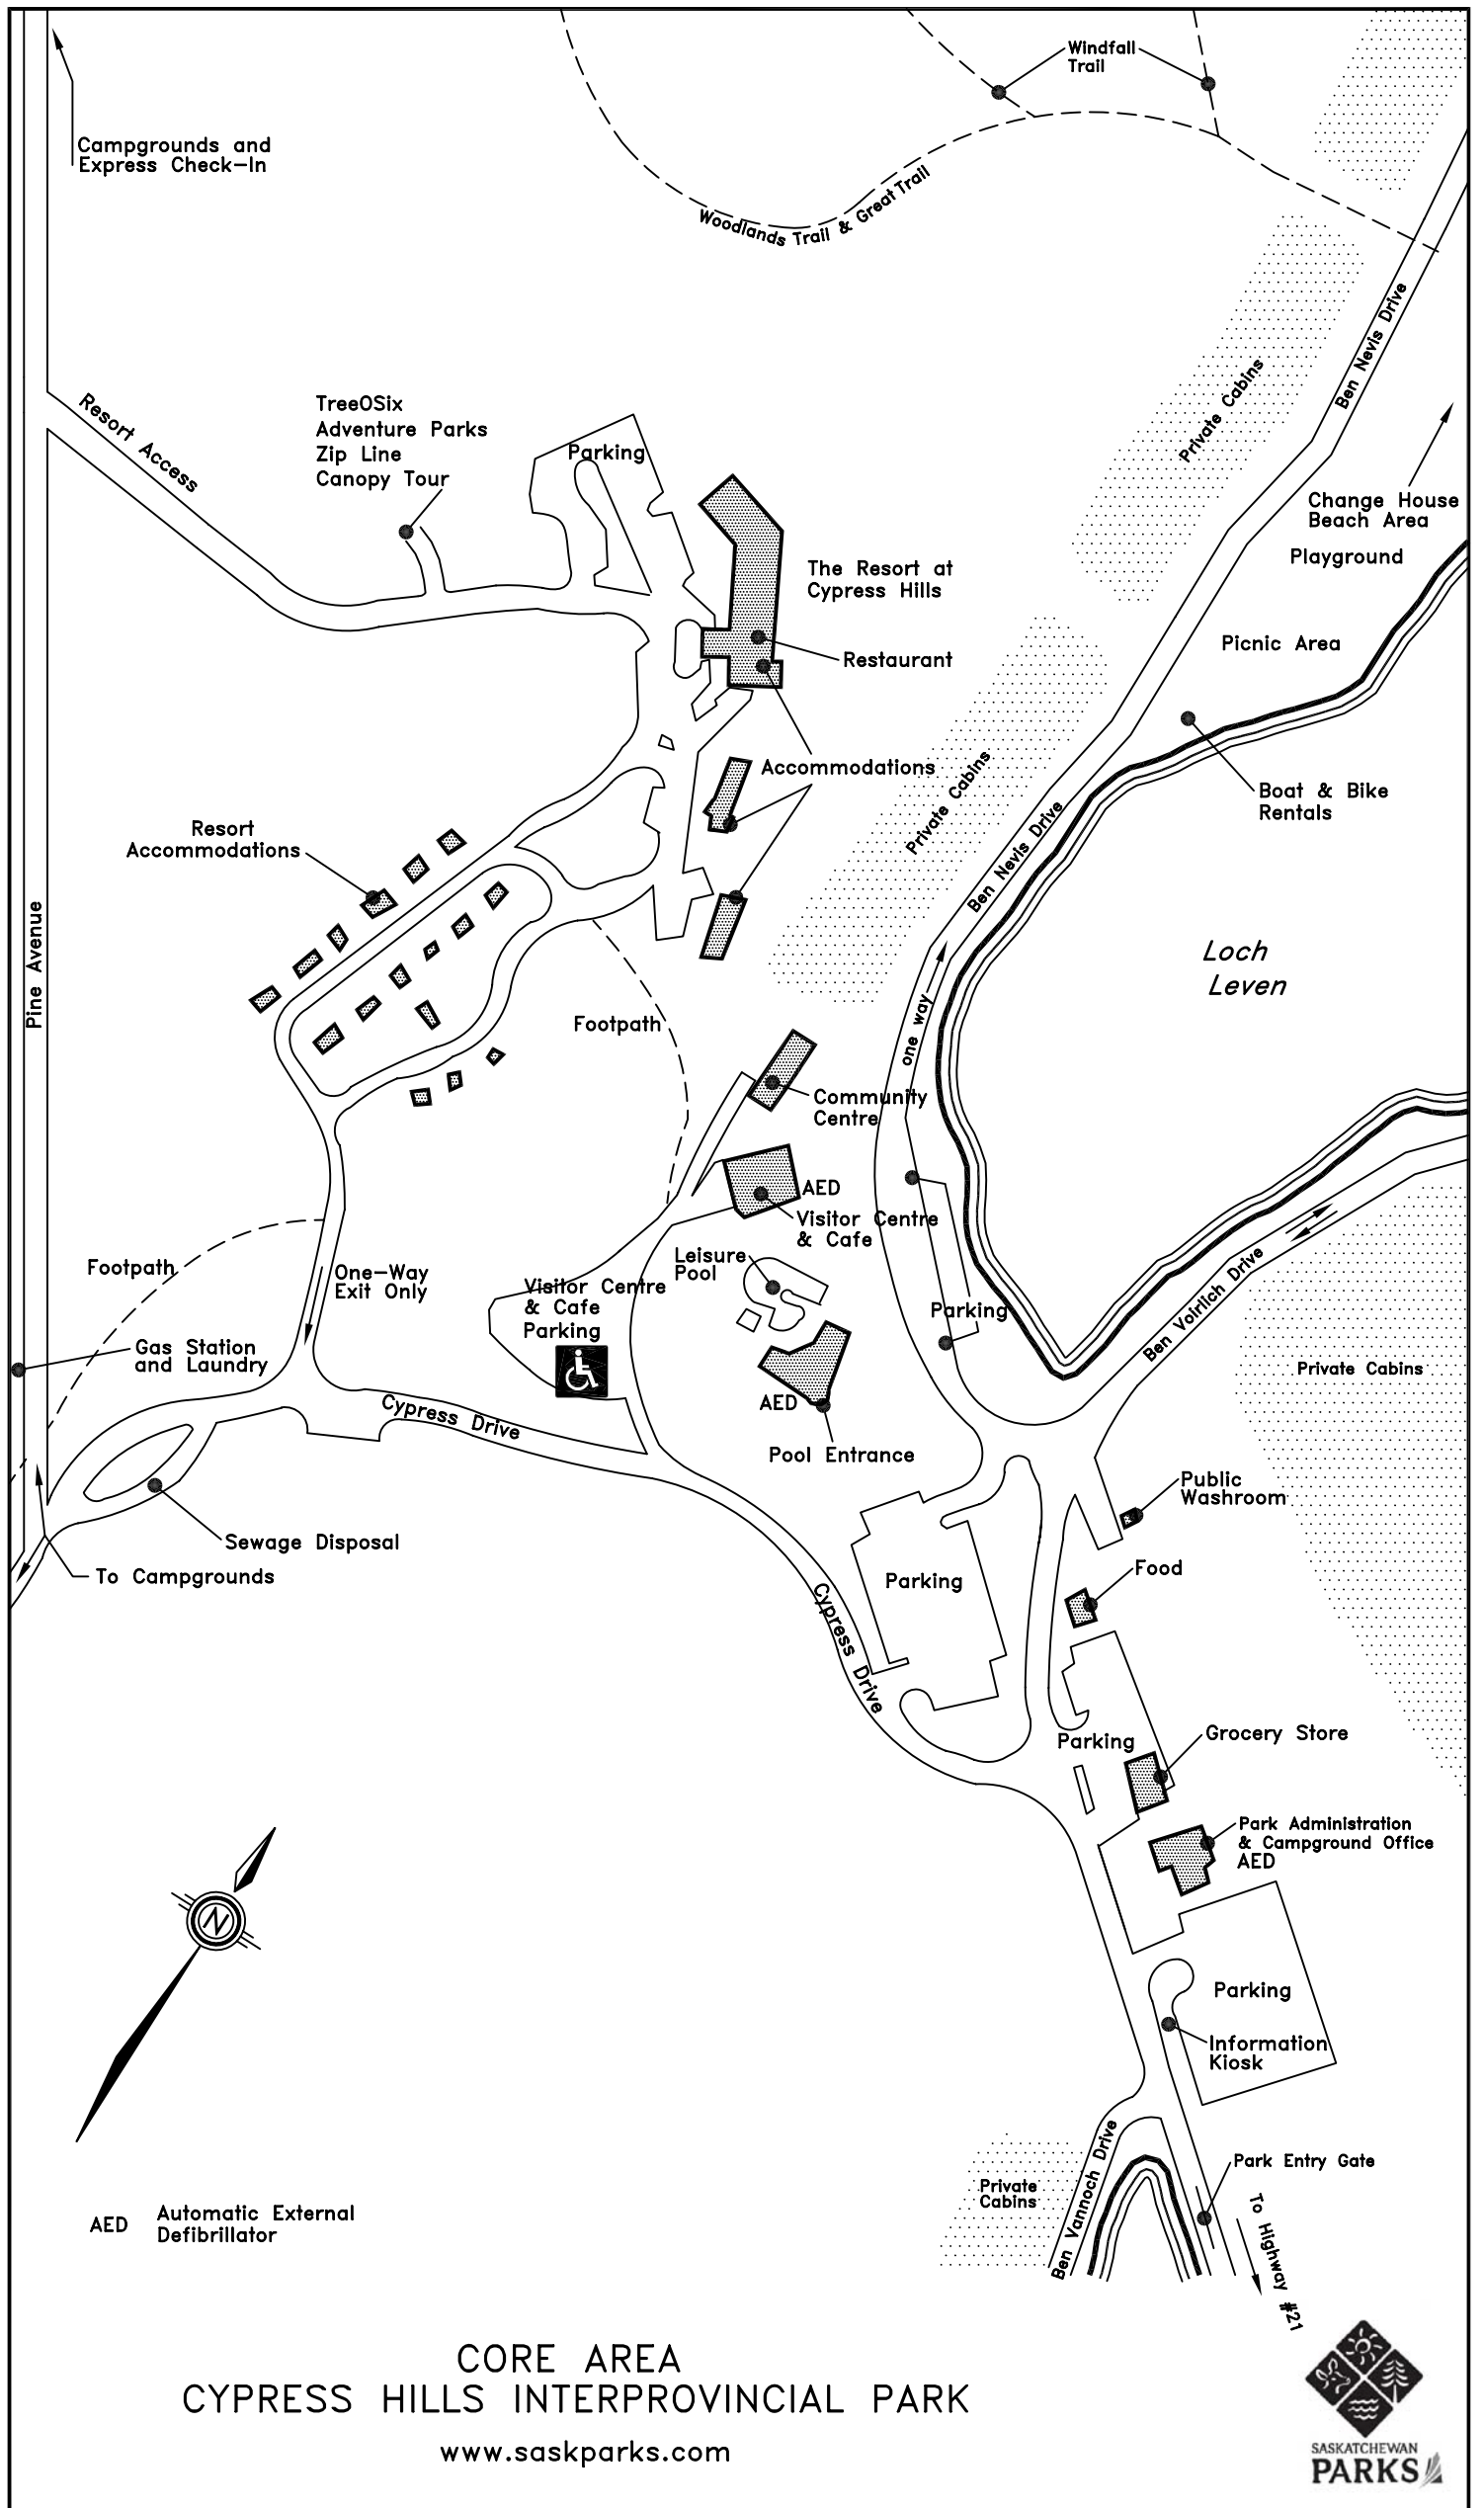 Windfall
Trail
Campgrounds and
Express Check-In
Woodlands Trail & Great Trail
Ben Nevis Drive
Private Cabins
Resort Access
TreeOSix
Adventure Parks
Zip Line
Canopy Tour
Parking
Change House
Beach Area
Playground
The Resort at
Cypress Hills
Picnic Area
Restaurant
Accommodations
Private Cabins
Boat & Bike
Rentals
Ben Nevis Drive
Resort
Accommodations
Pine Avenue
Loch
Leven
one way
Footpath
Community
Centre
AED
Visitor Centre
& Cafe
Leisure
Pool
Footpath
One-Way
Exit Only
Visitor Centre
& Cafe
Parking
Parking
Ben Voirlich Drive
Gas Station
and Laundry
Private Cabins
AED
Cypress Drive
Pool Entrance
Public
Washroom
Sewage Disposal
To Campgrounds
Parking
Food
Cypress Drive
Grocery Store
Parking
Park Administration
& Campground Office
AED
N
Parking
Information
Kiosk
Ben Vannoch Drive
Park Entry Gate
Private
Cabins
To Highway #21
AED Automatic External
Defibrillator
CORE AREA
CYPRESS HILLS INTERPROVINCIAL PARK
www.saskparks.com
SASKATCHEWAN
PARKS